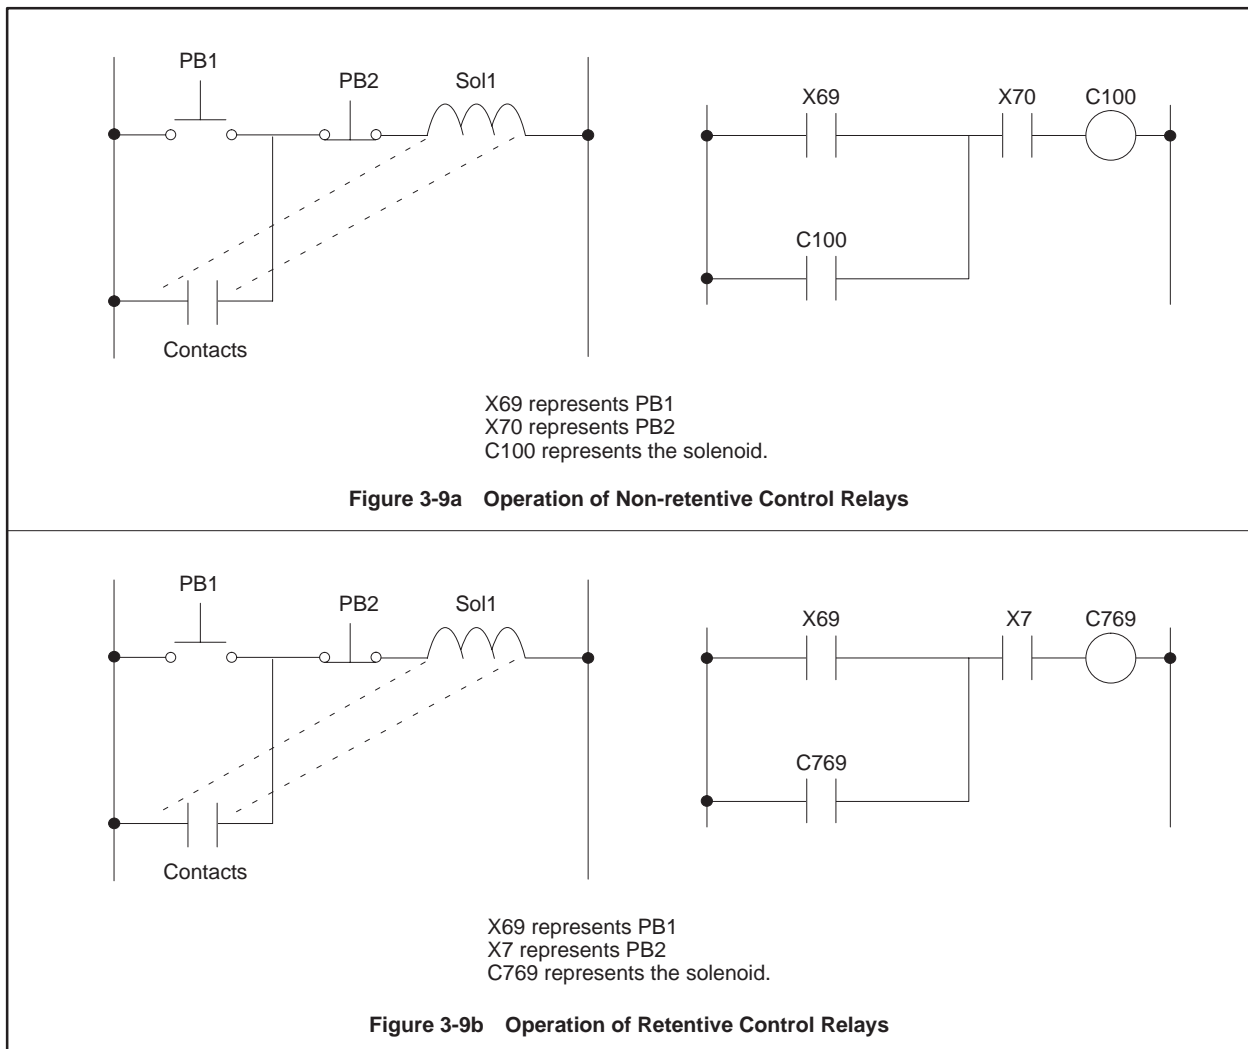 PB1
PB2
Sol1
Contacts
X69
X70
C100
C100
X69 represents PB1
X70 represents PB2
C100 represents the solenoid.
Figure 3-9a Operation of Non-retentive Control Relays
PB1
PB2
Sol1
Contacts
X69
X7
C769
C769
X69 represents PB1
X7 represents PB2
C769 represents the solenoid.
Figure 3-9b Operation of Retentive Control Relays